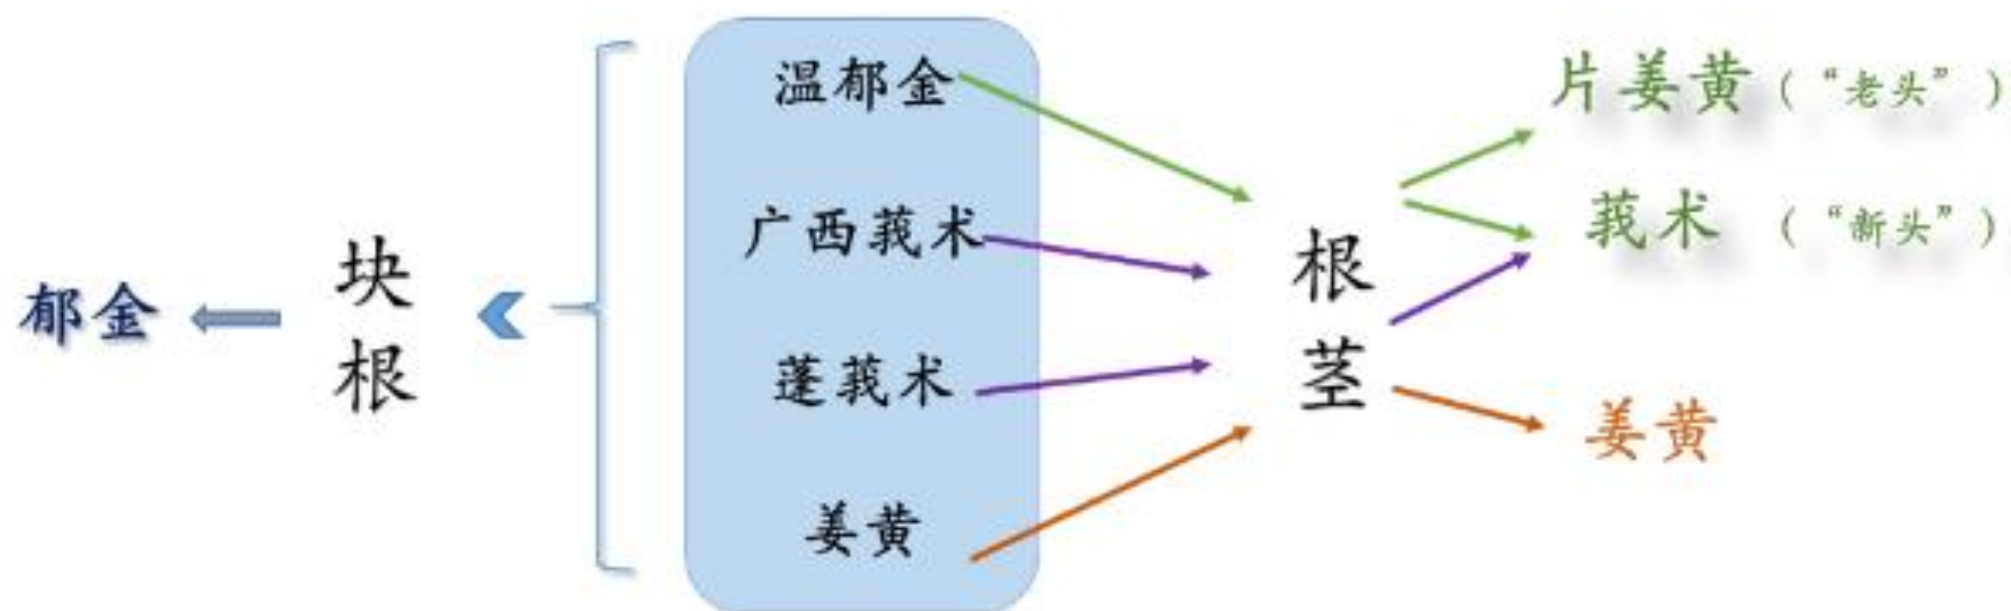 郁金
块根
温郁金
广西莪术
蓬莪术
姜黄
根茎
片姜黄（“老头”）
莪术（“新头”）
姜黄